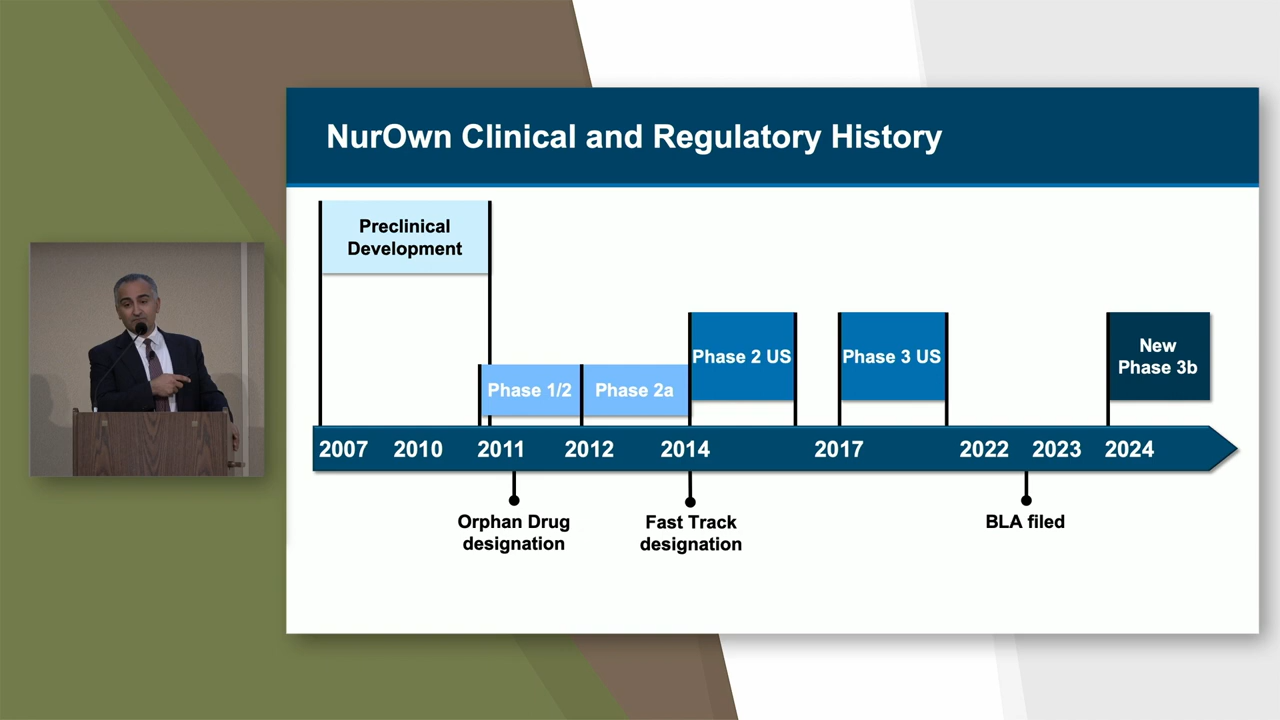 NurOwn Clinical and Regulatory History
Preclinical
Development
Phase 1/2
Phase 2a
Phase 2 US
Phase 3 US
New
Phase 3b
2007 2010 2011 2012 2014 2017 2022 2023 2024
Orphan Drug
designation
Fast Track
designation
BLA filed